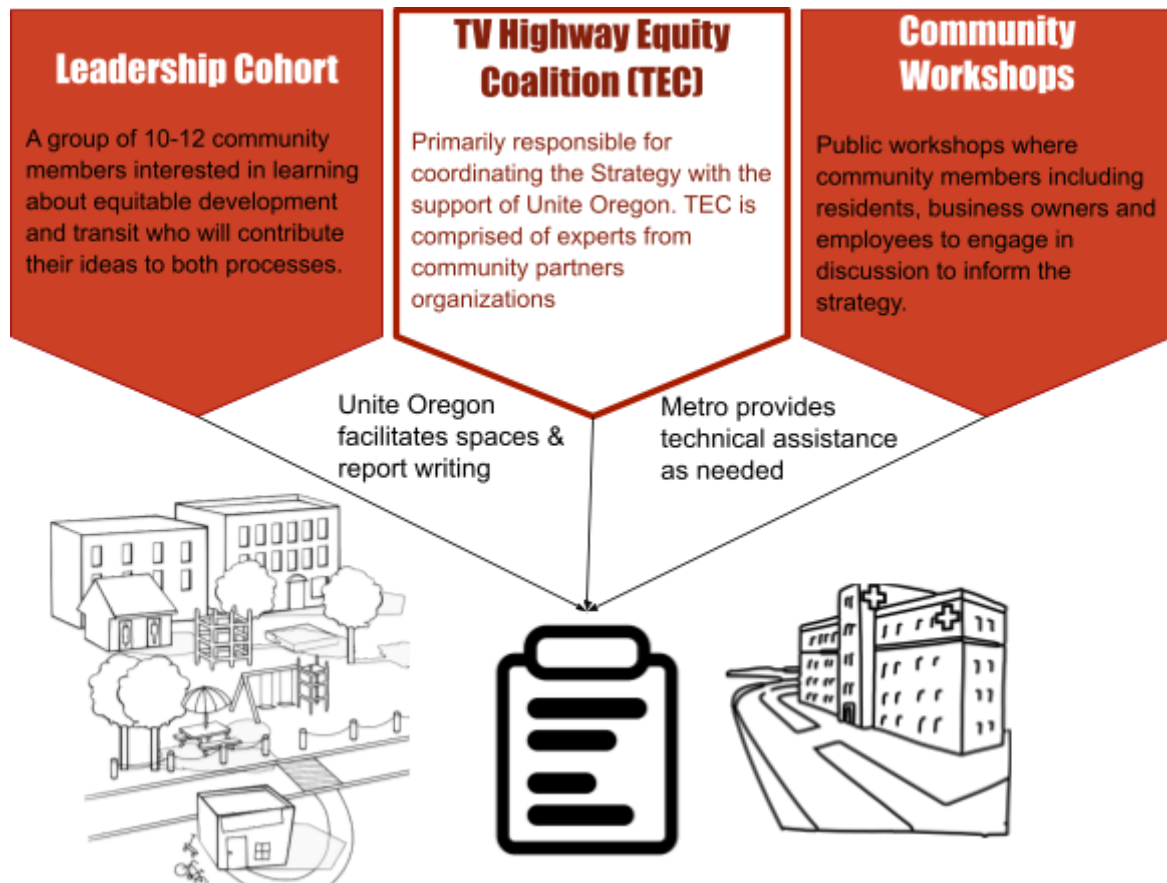 Leadership Cohort
A group of 10-12 community
members interested in learning
about equitable development
and transit who will contribute
their ideas to both processes.
TV Highway Equity
Coalition (TEC)
Primarily responsible for
coordinating the Strategy with the
support of Unite Oregon. TEC is
comprised of experts from
community partners
organizations
Community
Workshops
Public workshops where
community members including
residents, business owners and
employees to engage in
discussion to inform the
strategy.
Unite Oregon
facilitates spaces &
report writing
Metro provides
technical assistance
as needed